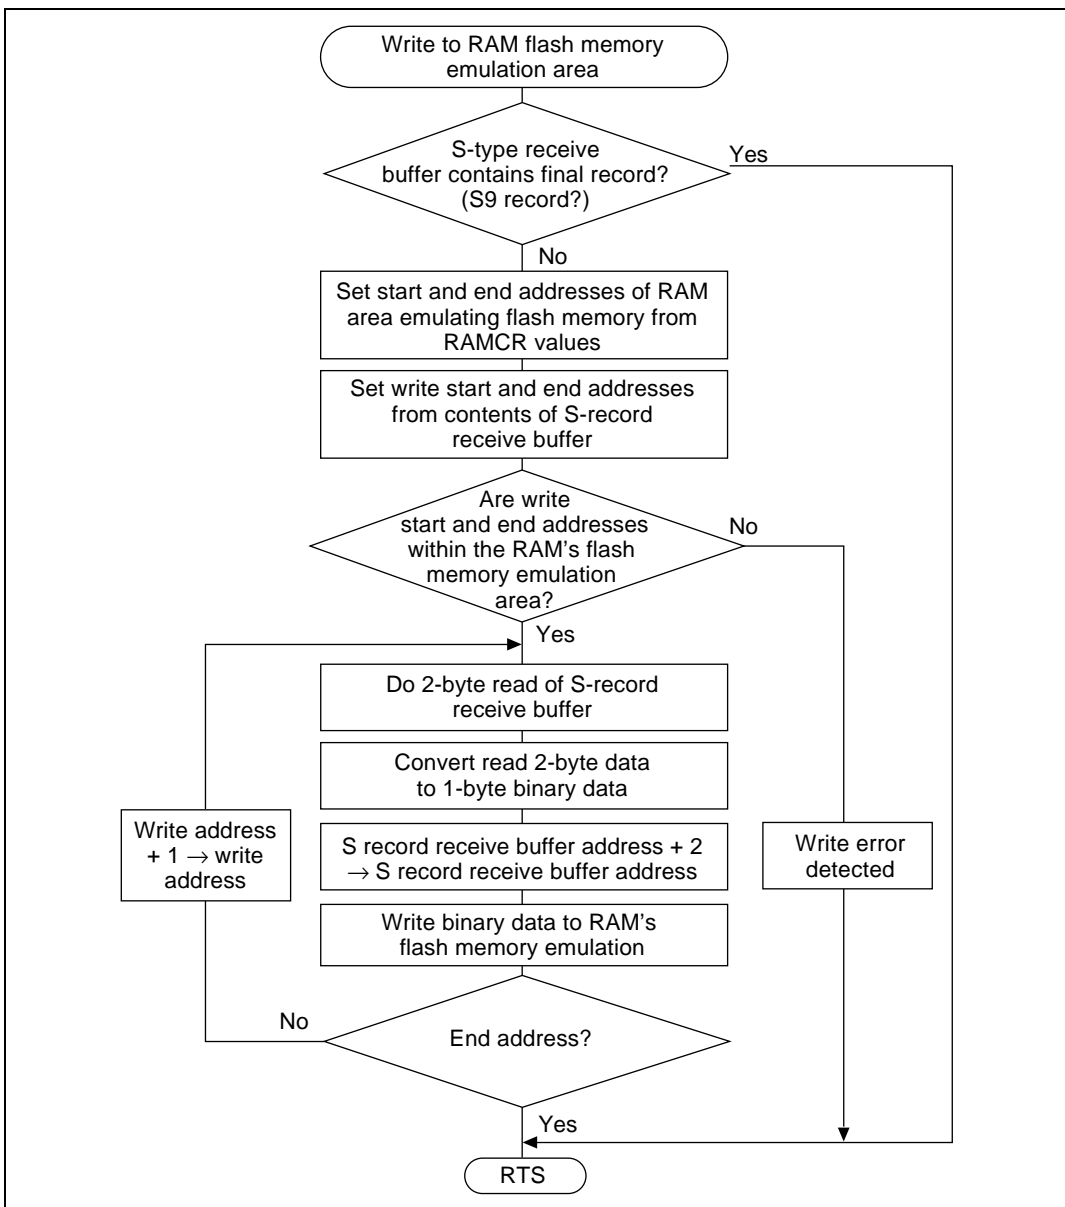 Write to RAM flash memory
emulation area
S-type receive
buffer contains final record?
(S9 record?)
Yes
No
Set start and end addresses of RAM
area emulating flash memory from
RAMCR values
Set write start and end addresses
from contents of S-record
receive buffer
Are write
start and end addresses
within the RAM's flash
memory emulation
area?
No
Yes
Do 2-byte read of S-record
receive buffer
Convert read 2-byte data
to 1-byte binary data
Write address
+ 1 → write
address
S record receive buffer address + 2
→ S record receive buffer address
Write error
detected
Write binary data to RAM's
flash memory emulation
No
End address?
Yes
RTS